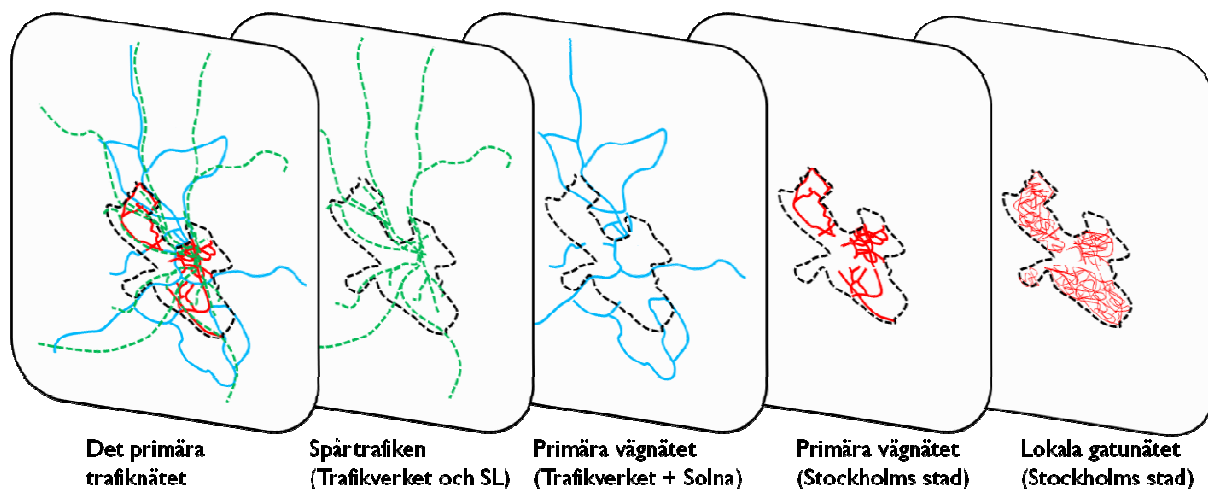 Det primära
trafiknätet
Spårtrafiken
(Trafikverket och SL)
Primära vägnätet
(Trafikverket + Solna)
Primära vägnätet
(Stockholms stad)
Lokala gatunätet
(Stockholms stad)